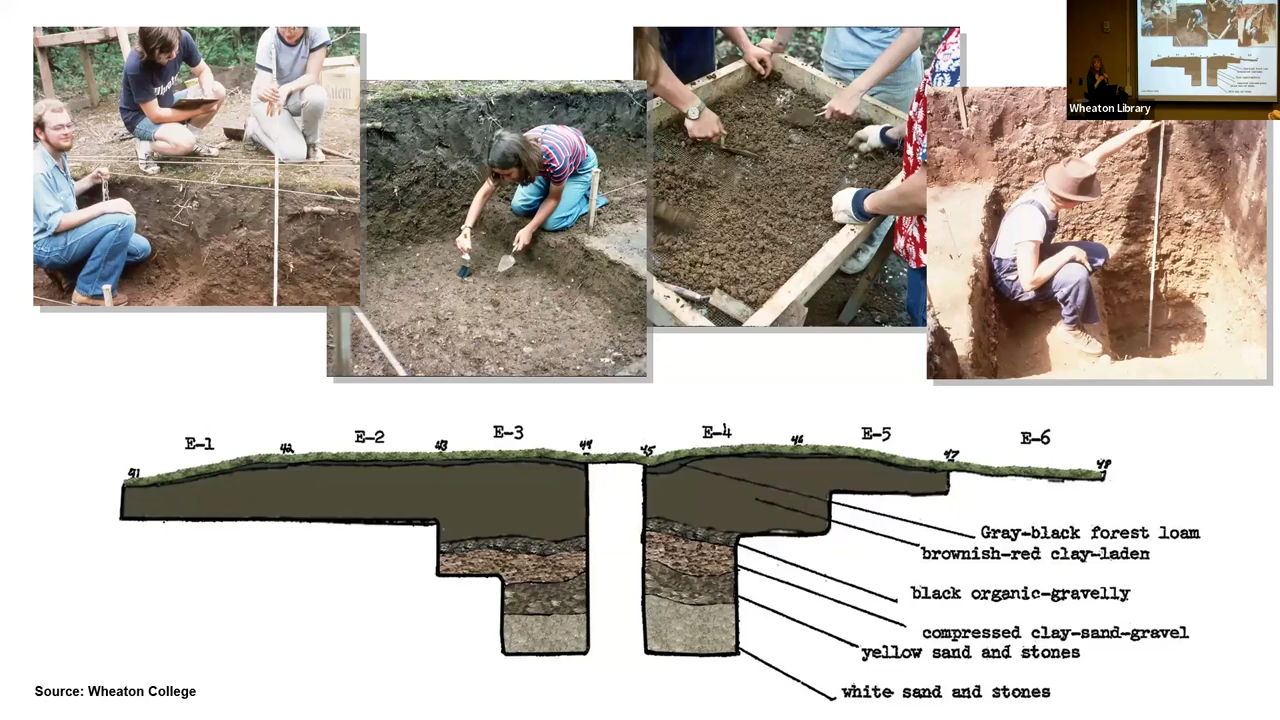 Wheaton Library
E-1
E-2
E-3
E-4
E-5
E-6
41
42
43
44
45
46
47
48
Gray-black forest loam
brownish-red clay-laden
black organic-gravelly
compressed clay-sand-gravel
yellow sand and stones
white sand and stones
Source: Wheaton College